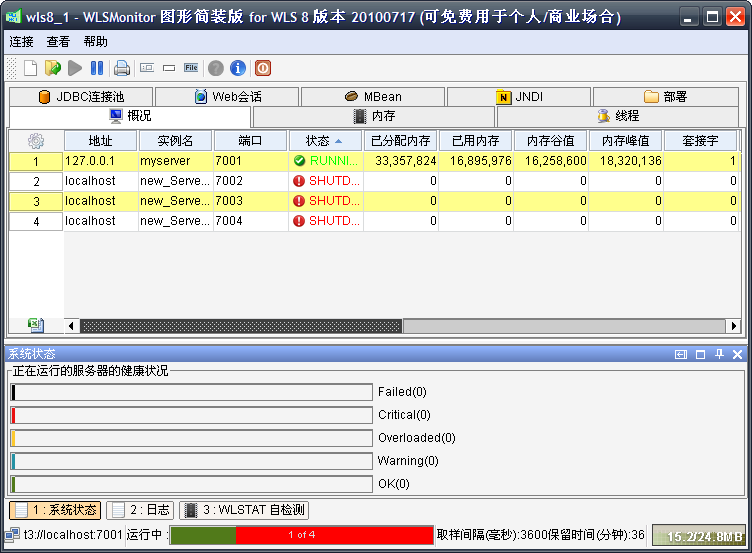 wls8_1 - WLSMonitor 图形简装版 for WLS 8 版本 20100717 (可免费用于个人/商业场合)
连接 查看 帮助
File
JDBC连接池 Web会话 MBean JNDI 部署
概况 内存 线程
地址 实例名 端口 状态 已分配内存 已用内存 内存谷值 内存峰值 套接字
1 127.0.0.1 myserver 7001 RUNNI... 33,357,824 16,895,976 16,258,600 18,320,136 1
2 localhost new_Serve... 7002 SHUTD... 0 0 0 0 0
3 localhost new_Serve... 7003 SHUTD... 0 0 0 0 0
4 localhost new_Serve... 7004 SHUTD... 0 0 0 0 0
系统状态
正在运行的服务器的健康状况
Failed(0)
Critical(0)
Overloaded(0)
Warning(0)
OK(0)
1 : 系统状态 2 : 日志 3 : WLSTAT 自检测
t3://localhost:7001 运行中 : 1 of 4 取样间隔(毫秒):3600保留时间(分钟):36 15.2/24.8MB